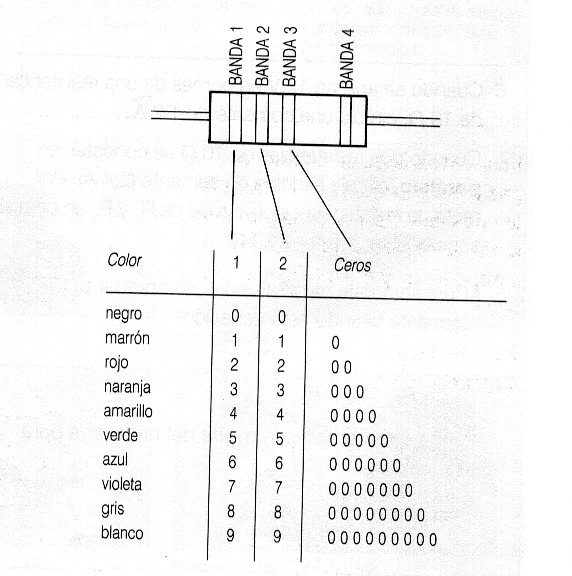 BANDA 1 BANDA 2 BANDA 3 BANDA 4
Color 1 2 Ceros
negro 0 0
marrón 1 1 0
rojo 2 2 0 0
naranja 3 3 0 0 0
amarillo 4 4 0 0 0 0
verde 5 5 0 0 0 0 0
azul 6 6 0 0 0 0 0 0
violeta 7 7 0 0 0 0 0 0 0
gris 8 8 0 0 0 0 0 0 0 0
blanco 9 9 0 0 0 0 0 0 0 0 0